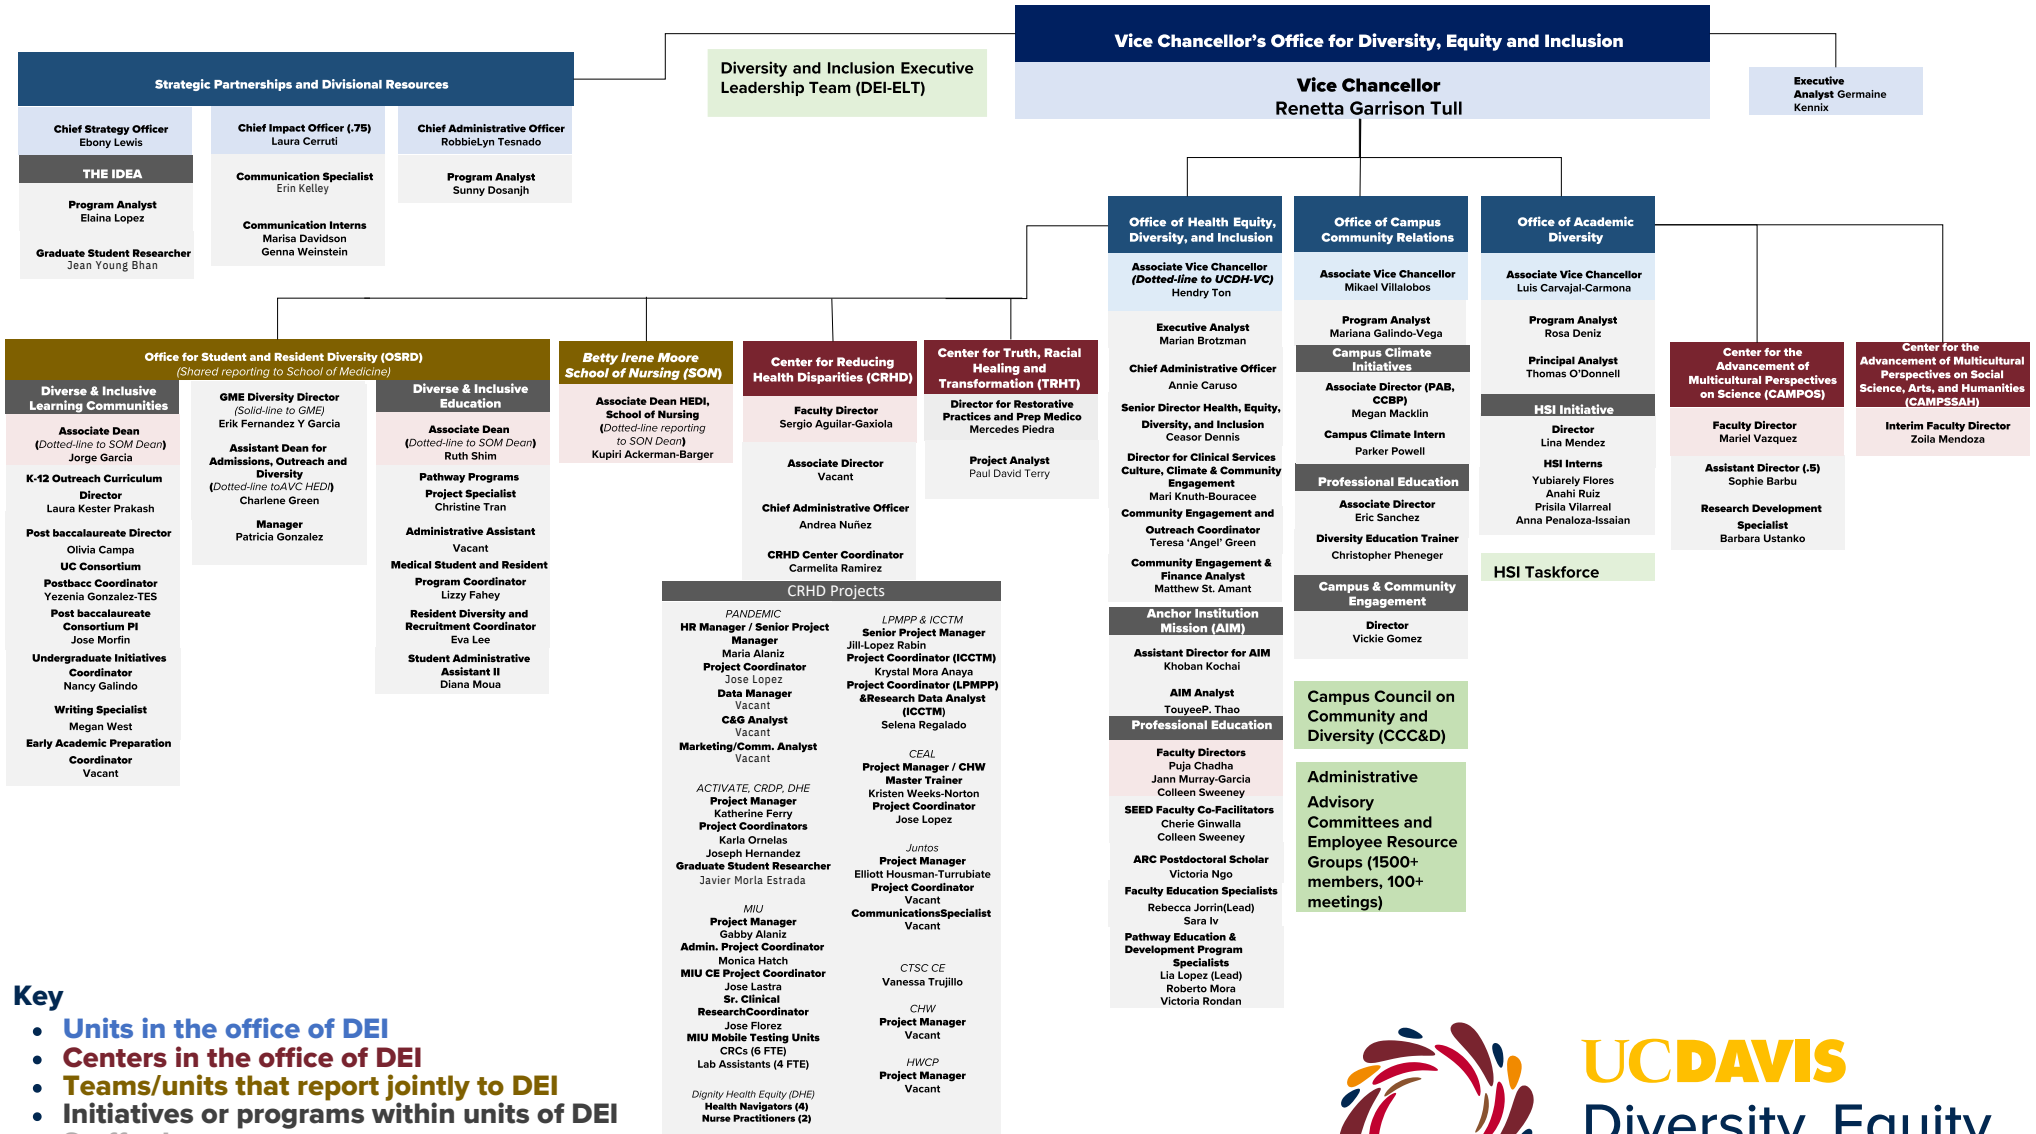 Vice Chancellor's Office for Diversity, Equity and Inclusion
Vice Chancellor
Renetta Garrison Tull
Executive
Analyst Germaine
Kennix
Diversity and Inclusion Executive
Leadership Team (DEI-ELT)
Strategic Partnerships and Divisional Resources
Chief Strategy Officer
Ebony Lewis
THE IDEA
Program Analyst
Elaina Lopez
Graduate Student Researcher
Jean Young Bhan
Chief Impact Officer (.75)
Laura Cerruti
Communication Specialist
Erin Kelley
Communication Interns
Marisa Davidson
Genna Weinstein
Chief Administrative Officer
RobbieLyn Tesnado
Program Analyst
Sunny Dosanjh
Office for Student and Resident Diversity (OSRD)
(Shared reporting to School of Medicine)
Diverse & Inclusive
Learning Communities
Associate Dean
(Dotted-line to SOM Dean)
Jorge Garcia
K-12 Outreach Curriculum
Director
Laura Kester Prakash
Post baccalaureate Director
Olivia Campa
UC Consortium
Postbacc Coordinator
Yezenia Gonzalez-TES
Post baccalaureate
Consortium PI
Jose Morfin
Undergraduate Initiatives
Coordinator
Nancy Galindo
Writing Specialist
Megan West
Early Academic Preparation
Coordinator
Vacant
GME Diversity Director
(Solid-line to GME)
Erik Fernandez Y Garcia
Assistant Dean for
Admissions, Outreach and
Diversity
(Dotted-line toAVC HEDI)
Charlene Green
Manager
Patricia Gonzalez
Diverse & Inclusive
Education
Associate Dean
(Dotted-line to SOM Dean)
Ruth Shim
Pathway Programs
Project Specialist
Christine Tran
Administrative Assistant
Vacant
Medical Student and Resident
Program Coordinator
Lizzy Fahey
Resident Diversity and
Recruitment Coordinator
Eva Lee
Student Administrative
Assistant II
Diana Moua
Betty Irene Moore
School of Nursing (SON)
Associate Dean HEDI,
School of Nursing
(Dotted-line reporting
to SON Dean)
Kupiri Ackerman-Barger
Center for Reducing
Health Disparities (CRHD)
Faculty Director
Sergio Aguilar-Gaxiola
Associate Director
Vacant
Chief Administrative Officer
Andrea Nuñez
CRHD Center Coordinator
Carmelita Ramirez
Center for Truth, Racial
Healing and
Transformation (TRHT)
Director for Restorative
Practices and Prep Medico
Mercedes Piedra
Project Analyst
Paul David Terry
CRHD Projects
PANDEMIC
HR Manager / Senior Project
Manager
Maria Alaniz
Project Coordinator
Jose Lopez
Data Manager
Vacant
C&G Analyst
Vacant
Marketing/Comm. Analyst
Vacant
ACTIVATE, CRDP, DHE
Project Manager
Katherine Ferry
Project Coordinators
Karla Ornelas
Joseph Hernandez
Graduate Student Researcher
Javier Morla Estrada
MIU
Project Manager
Gabby Alaniz
Admin. Project Coordinator
Monica Hatch
MIU CE Project Coordinator
Jose Lastra
Sr. Clinical
ResearchCoordinator
Jose Florez
MIU Mobile Testing Units
CRCs (6 FTE)
Lab Assistants (4 FTE)
Dignity Health Equity (DHE)
Health Navigators (4)
Nurse Practitioners (2)
LPMPP & ICCTM
Senior Project Manager
Jill-Lopez Rabin
Project Coordinator (ICCTM)
Krystal Mora Anaya
Project Coordinator (LPMPP)
&Research Data Analyst
(ICCTM)
Selena Regalado
CEAL
Project Manager / CHW
Master Trainer
Kristen Weeks-Norton
Project Coordinator
Jose Lopez
Juntos
Project Manager
Elliott Housman-Turrubiate
Project Coordinator
Vacant
CommunicationsSpecialist
Vacant
CTSC CE
Vanessa Trujillo
CHW
Project Manager
Vacant
HWCP
Project Manager
Vacant
Office of Health Equity,
Diversity, and Inclusion
Associate Vice Chancellor
(Dotted-line to UCDH-VC)
Hendry Ton
Executive Analyst
Marian Brotzman
Chief Administrative Officer
Annie Caruso
Senior Director Health, Equity,
Diversity, and Inclusion
Ceasor Dennis
Director for Clinical Services
Culture, Climate & Community
Engagement
Mari Knuth-Bouracee
Community Engagement and
Outreach Coordinator
Teresa 'Angel' Green
Community Engagement &
Finance Analyst
Matthew St. Amant
Anchor Institution
Mission (AIM)
Assistant Director for AIM
Khoban Kochai
AIM Analyst
TouyeeP. Thao
Professional Education
Faculty Directors
Puja Chadha
Jann Murray-Garcia
Colleen Sweeney
SEED Faculty Co-Facilitators
Cherie Ginwalla
Colleen Sweeney
ARC Postdoctoral Scholar
Victoria Ngo
Faculty Education Specialists
Rebecca Jorrin(Lead)
Sara Iv
Pathway Education &
Development Program
Specialists
Lia Lopez (Lead)
Roberto Mora
Victoria Rondan
Office of Campus
Community Relations
Associate Vice Chancellor
Mikael Villalobos
Program Analyst
Mariana Galindo-Vega
Campus Climate
Initiatives
Associate Director (PAB,
CCBP)
Megan Macklin
Campus Climate Intern
Parker Powell
Professional Education
Associate Director
Eric Sanchez
Diversity Education Trainer
Christopher Pheneger
Campus & Community
Engagement
Director
Vickie Gomez
Campus Council on
Community and
Diversity (CCC&D)
Administrative
Advisory
Committees and
Employee Resource
Groups (1500+
members, 100+
meetings)
Office of Academic
Diversity
Associate Vice Chancellor
Luis Carvajal-Carmona
Program Analyst
Rosa Deniz
Principal Analyst
Thomas O'Donnell
HSI Initiative
Director
Lina Mendez
HSI Interns
Yubiarely Flores
Anahi Ruiz
Prisila Vilarreal
Anna Penaloza-Issaian
HSI Taskforce
Center for the
Advancement of
Multicultural Perspectives
on Science (CAMPOS)
Faculty Director
Mariel Vazquez
Assistant Director (.5)
Sophie Barbu
Research Development
Specialist
Barbara Ustanko
Center for the
Advancement of Multicultural
Perspectives on Social
Science, Arts, and Humanities
(CAMPSSAH)
Interim Faculty Director
Zoila Mendoza
Key
• Units in the office of DEI
• Centers in the office of DEI
• Teams/units that report jointly to DEI
• Initiatives or programs within units of DEI
UCDAVIS
Diversity, Equity